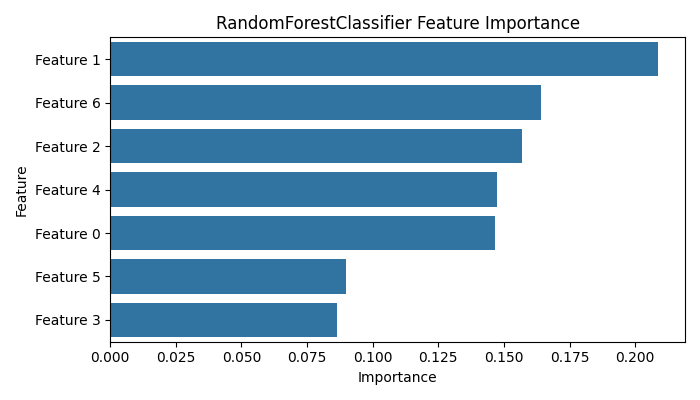 RandomForestClassifier Feature Importance
Feature
Feature 1
Feature 6
Feature 2
Feature 4
Feature 0
Feature 5
Feature 3
0.000 0.025 0.050 0.075 0.100 0.125 0.150 0.175 0.200
Importance